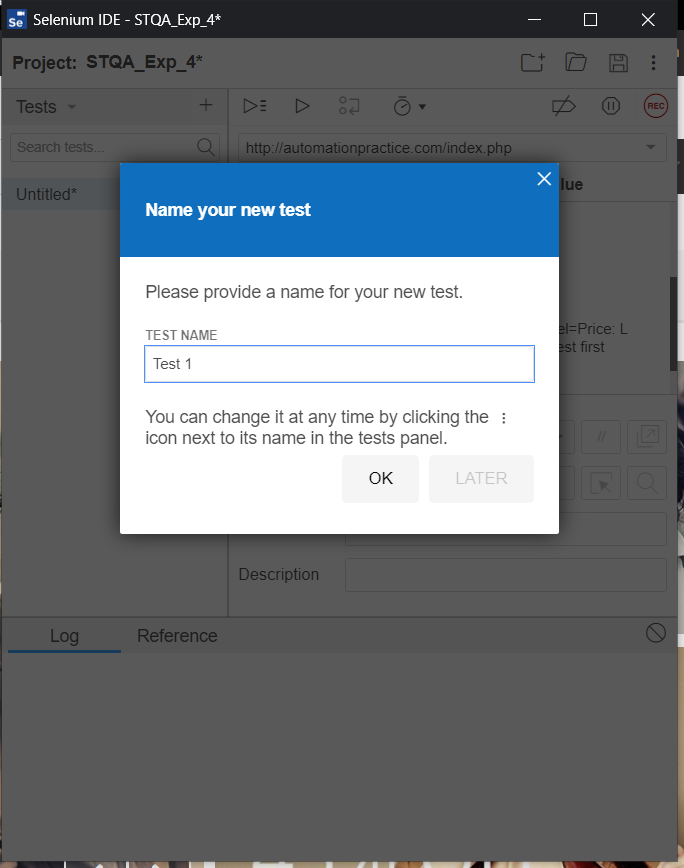 Selenium IDE - STQA_Exp_4*
Project: STQA_Exp_4*
Tests
REC
Search tests...
http://automationpractice.com/index.php
Untitled*
lue
Name your new test
Please provide a name for your new test.
el=Price: L
est first
TEST NAME
Test 1
You can change it at any time by clicking the
icon next to its name in the tests panel.
//
OK
LATER
Description
Log
Reference